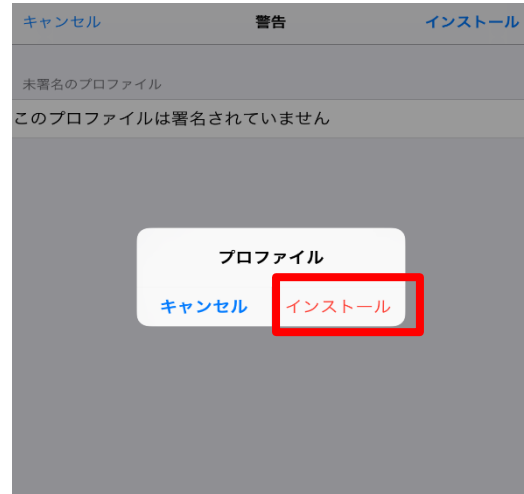 キャンセル 警告 インストール
未署名のプロファイル
このプロファイルは署名されていません
プロファイル
キャンセル インストール